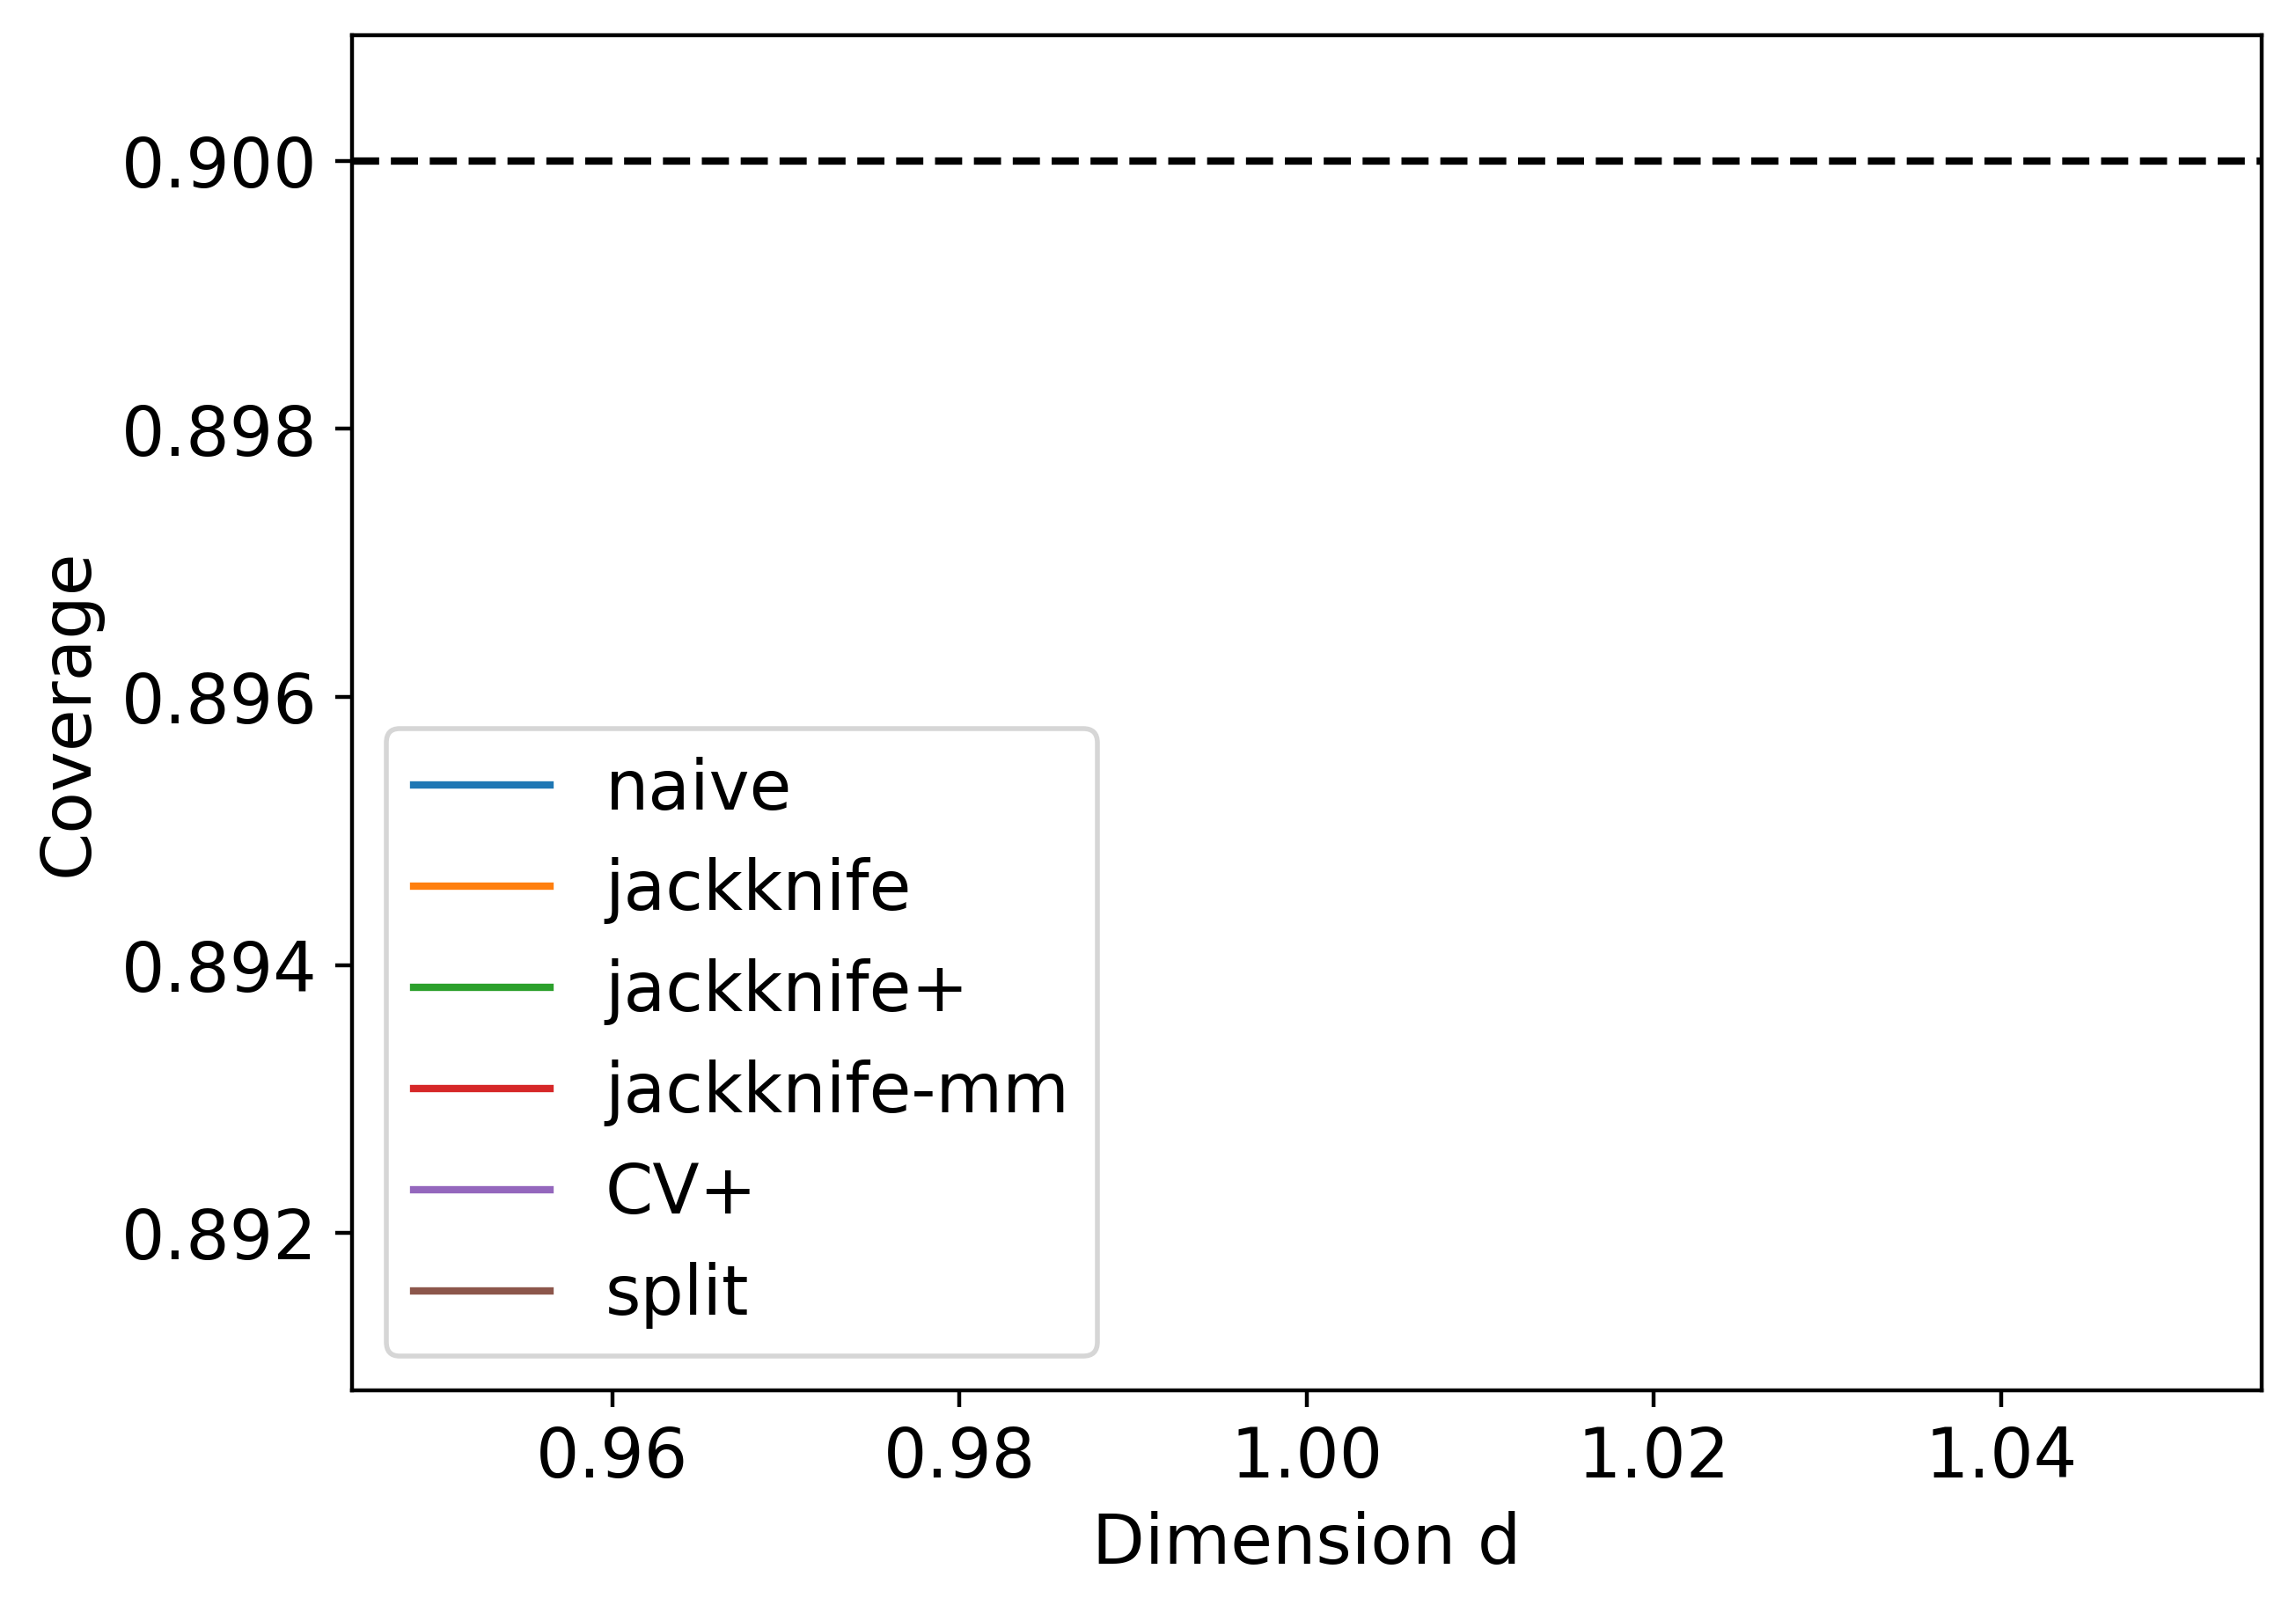 0.900
0.898
0.896
0.894
0.892
Coverage
naive
jackknife
jackknife+
jackknife-mm
CV+
split
0.96 0.98 1.00 1.02 1.04
Dimension d